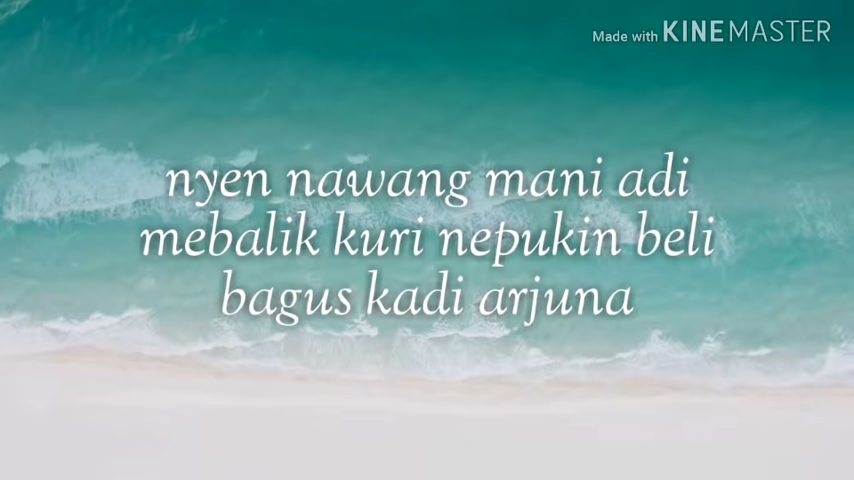 Made with KINEMASTER
nyen nawang mani adi
mebalik kuri nepukin beli
bagus kadi arjuna